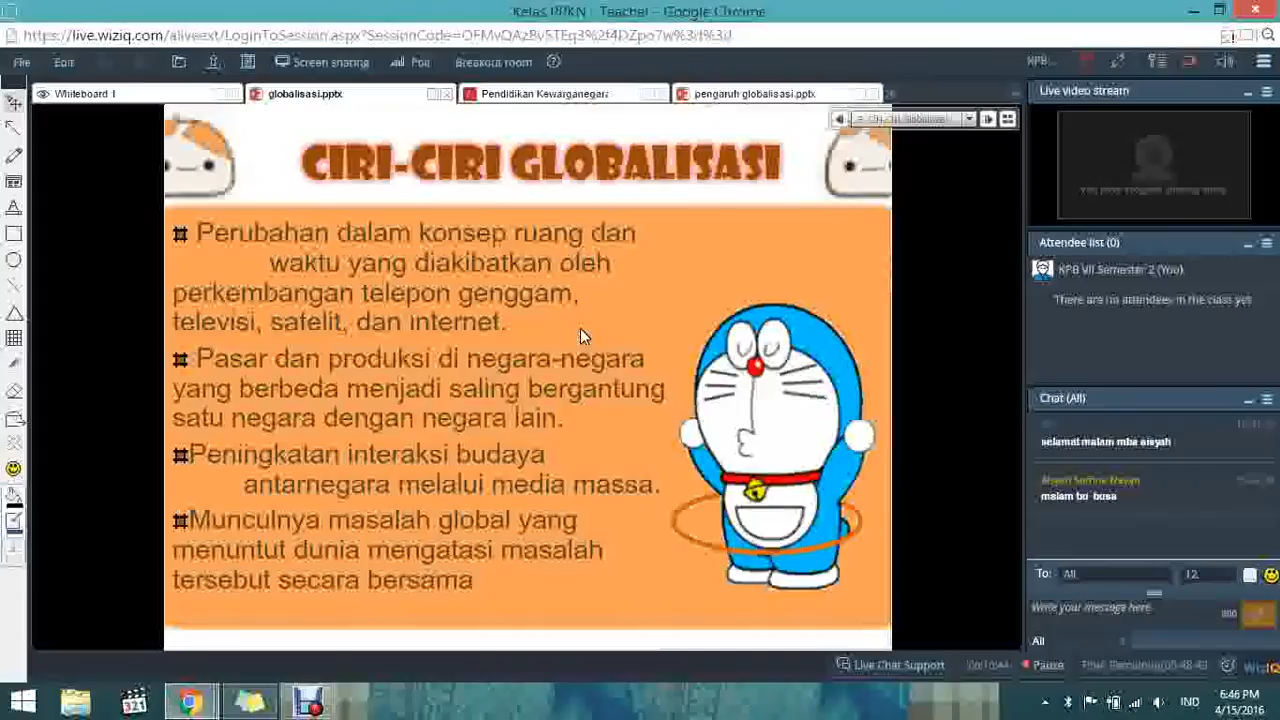 Kelas Teacher - Google Chrome
File
Edit
Screen sharing
Poll
Breakout room
KPB...
Whiteboard 1
globalisasi.pptx
Pendidikan Kewarganegara
pengaruh globalisasi.pptx
Live video stream
CIRI-CIRI GLOBALISASI
Perubahan dalam konsep ruang dan
waktu yang diakibatkan oleh
perkembangan telepon genggam,
televisi, satelit, dan internet.
Pasar dan produksi di negara-negara
yang berbeda menjadi saling bergantung
satu negara dengan negara lain.
Peningkatan interaksi budaya
antarnegara melalui media massa.
Munculnya masalah global yang
menuntut dunia mengatasi masalah
tersebut secara bersama
Attendee list (0)
KPB VII Semester 2 (You)
There are no attendees in the class yet
Chat (All)
selamat malam mba aisyah
malam bu busa
To:
All
12
Write your message here
All
Live Chat Support
Pause
321
IND
6:46 PM
4/15/2016